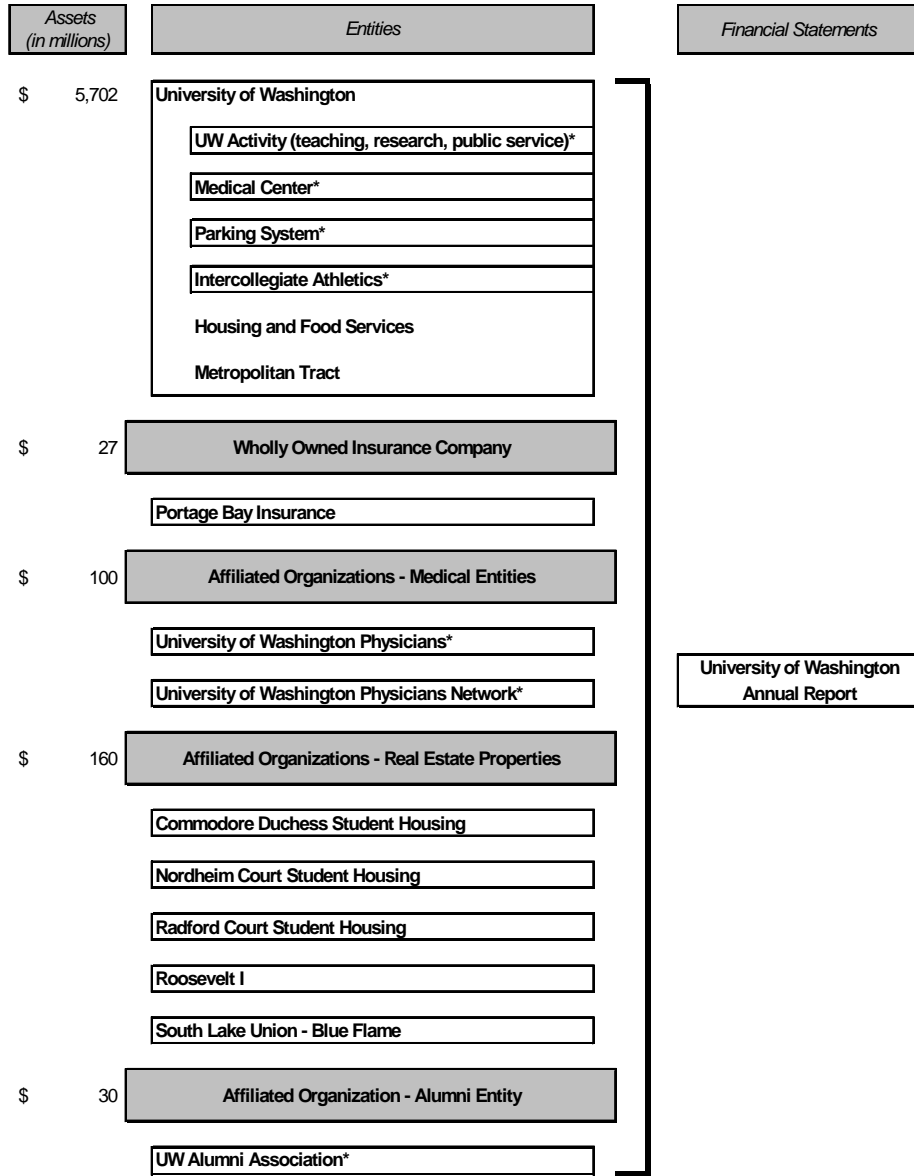 Assets
(in millions)
Entities
Financial Statements
$ 5,702 University of Washington
UW Activity (teaching, research, public service)*
Medical Center*
Parking System*
Intercollegiate Athletics*
Housing and Food Services
Metropolitan Tract
$ 27 Wholly Owned Insurance Company
Portage Bay Insurance
$ 100 Affiliated Organizations - Medical Entities
University of Washington Physicians*
University of Washington Physicians Network*
University of Washington
Annual Report
$ 160 Affiliated Organizations - Real Estate Properties
Commodore Duchess Student Housing
Nordheim Court Student Housing
Radford Court Student Housing
Roosevelt I
South Lake Union - Blue Flame
$ 30 Affiliated Organization - Alumni Entity
UW Alumni Association*